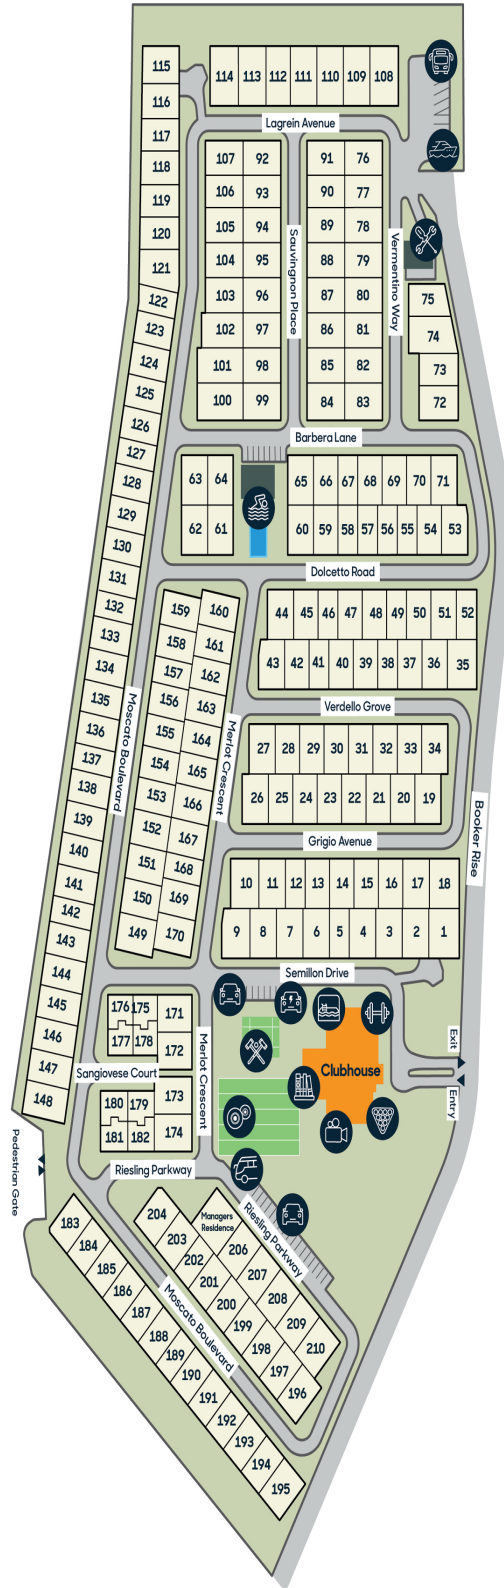 115
114 113 112 111 110 109 108
116
Lagrein Avenue
117
118
119
120
121
107 92
106 93
105 94
104 95
103 96
102 97
101 98
100 99
Sauvingnon Place
91 76
90 77
89 78
88 79
87 80
86 81
85 82
84 83
Vermentino Way
75
74
73
72
122
123
124
125
126
127
128
129
130
131
132
133
134
135
136
137
138
139
140
141
142
143
144
145
146
147
148
Barbera Lane
63 64
62 61
65 66 67 68 69 70 71
60 59 58 57 56 55 54 53
Dolcetto Road
44 45 46 47 48 49 50 51 52
43 42 41 40 39 38 37 36 35
159 160
158 161
157 162
156 163
155 164
154 165
153 166
152 167
151 168
150 169
149 170
Moscato Boulevard
Merlot Crescent
Verdello Grove
27 28 29 30 31 32 33 34
26 25 24 23 22 21 20 19
Grigio Avenue
Booker Rise
10 11 12 13 14 15 16 17 18
9 8 7 6 5 4 3 2 1
Semillon Drive
176 175 171
177 178 172
Sangiovese Court
180 179 173
181 182 174
Merlot Crescent
Clubhouse
Exit
Entry
Pedestrian Gate
Riesling Parkway
Riesling Parkway
204
203
202
201
200
199
198
197
196
Managers
Residence
206
207
208
209
210
Moscato Boulevard
183
184
185
186
187
188
189
190
191
192
193
194
195